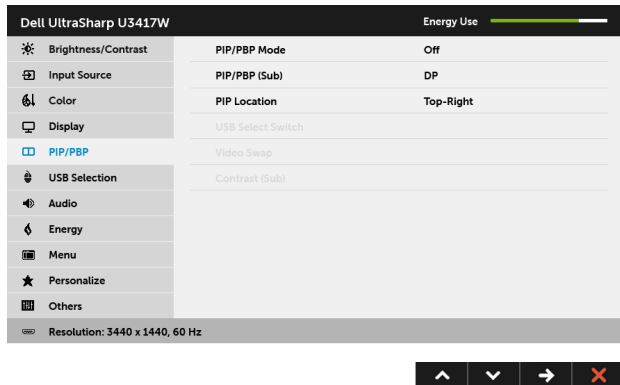 Dell UltraSharp U3417W Energy Use
Brightness/Contrast PIP/PBP Mode Off
Input Source PIP/PBP (Sub) DP
Color PIP Location Top-Right
Display USB Select Switch
PIP/PBP Video Swap
USB Selection Contrast (Sub)
Audio
Energy
Menu
Personalize
Others
Resolution: 3440 x 1440, 60 Hz